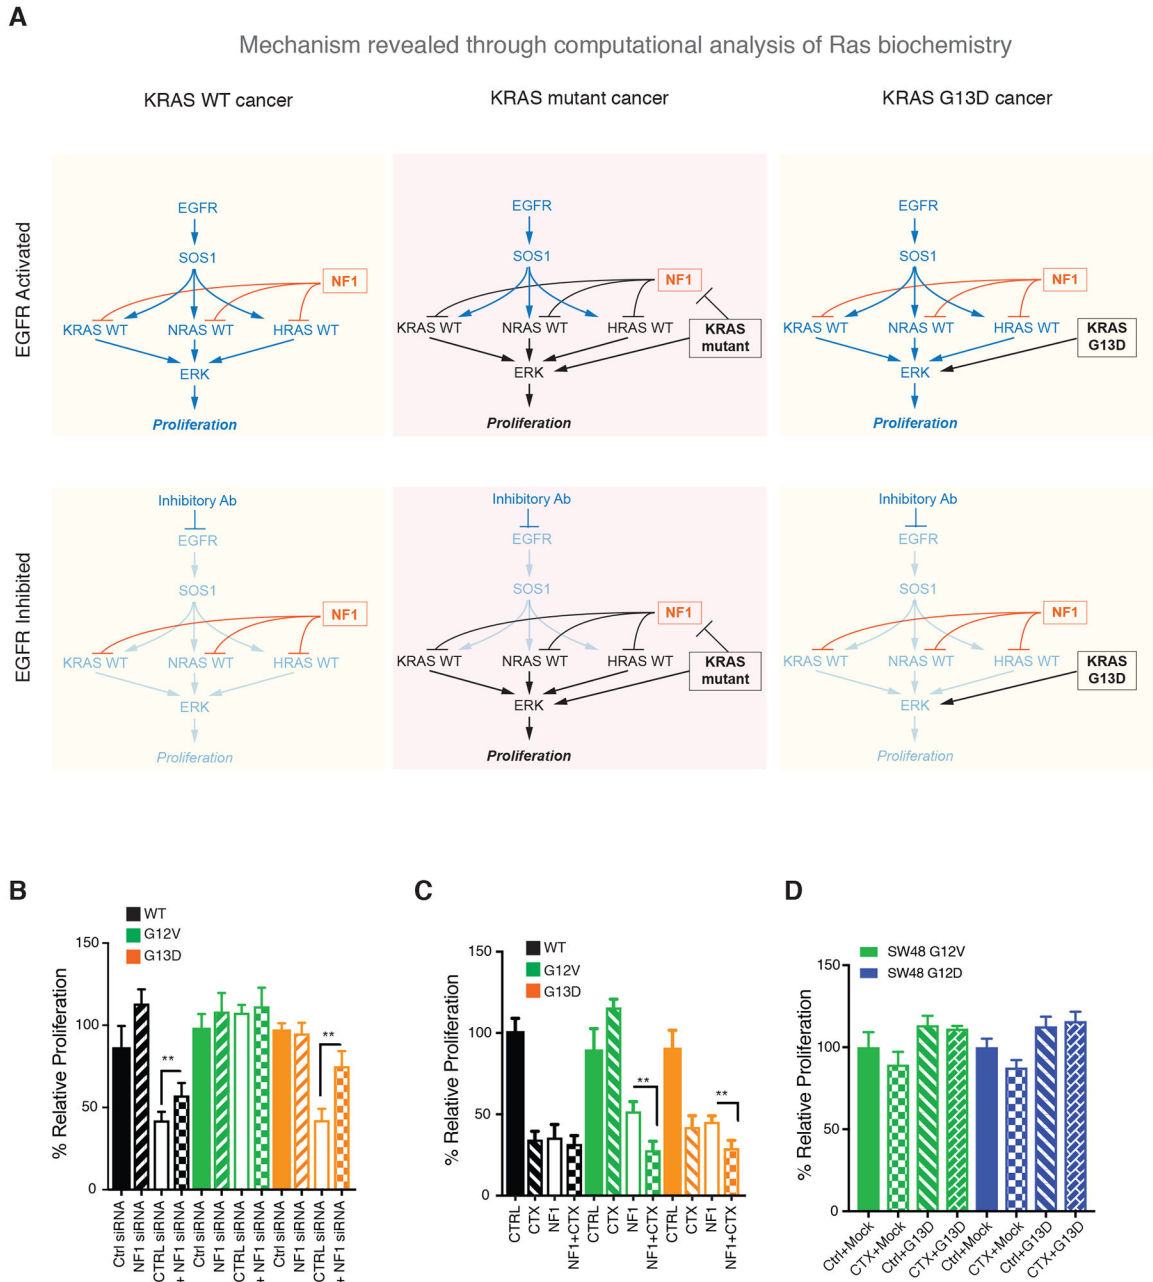 A
Mechanism revealed through computational analysis of Ras biochemistry
KRAS WT cancer
KRAS mutant cancer
KRAS G13D cancer
EGFR Activated
EGFR
SOS1
NF1
KRAS WT NRAS WT HRAS WT
ERK
Proliferation
EGFR
SOS1
NF1
KRAS WT NRAS WT HRAS WT
KRAS
mutant
ERK
Proliferation
EGFR
SOS1
NF1
KRAS WT NRAS WT HRAS WT
KRAS
G13D
ERK
Proliferation
EGFR Inhibited
Inhibitory Ab
EGFR
SOS1
NF1
KRAS WT NRAS WT HRAS WT
ERK
Proliferation
Inhibitory Ab
EGFR
SOS1
NF1
KRAS WT NRAS WT HRAS WT
KRAS
mutant
ERK
Proliferation
Inhibitory Ab
EGFR
SOS1
NF1
KRAS WT NRAS WT HRAS WT
KRAS
G13D
ERK
Proliferation
B
WT
G12V
G13D
% Relative Proliferation
150
100
50
0
**
**
Ctrl siRNA
NF1 siRNA
CTRL siRNA
+ NF1 siRNA
Ctrl siRNA
NF1 siRNA
CTRL siRNA
+ NF1 siRNA
Ctrl siRNA
NF1 siRNA
CTRL siRNA
+ NF1 siRNA
C
WT
G12V
G13D
% Relative Proliferation
150
100
50
0
**
**
CTRL
CTX
NF1
NF1+CTX
CTRL
CTX
NF1
NF1+CTX
CTRL
CTX
NF1
NF1+CTX
D
SW48 G12V
SW48 G12D
% Relative Proliferation
150
100
50
0
Ctrl+Mock
CTX+Mock
Ctrl+G13D
CTX+G13D
Ctrl+Mock
CTX+Mock
Ctrl+G13D
CTX+G13D